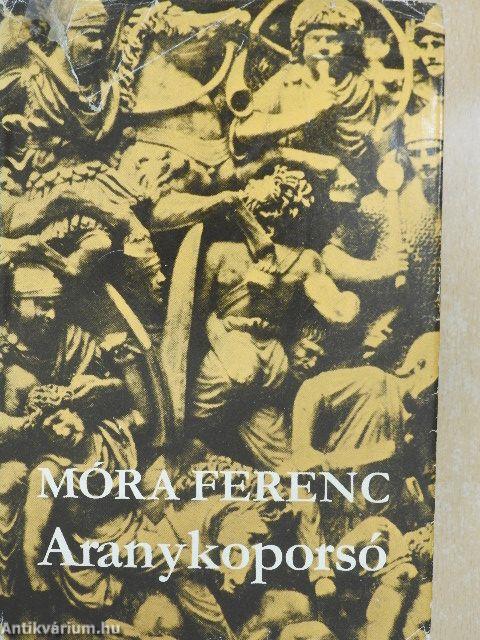 MÓRA FERENC
Aranykoporsó
Antikvárium.hu